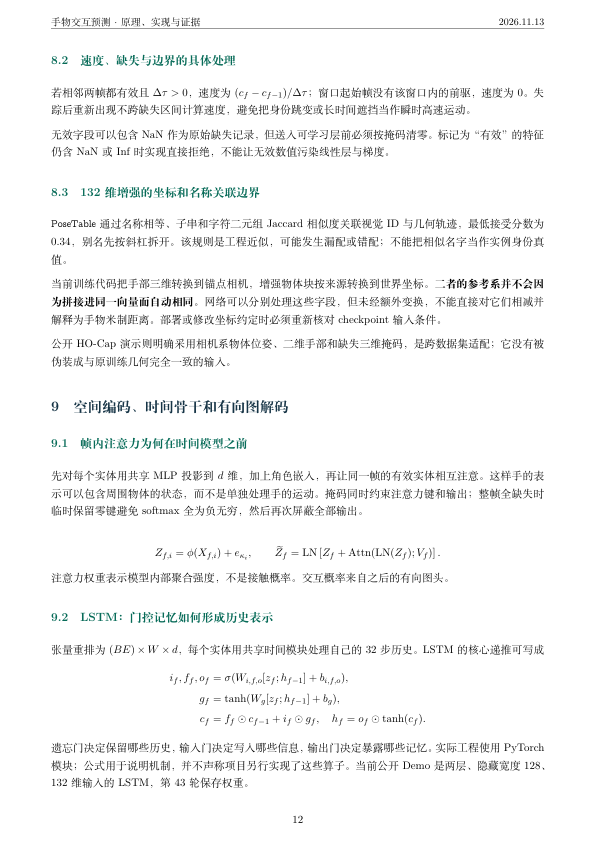 手物交互预测 · 原理、实现与证据
2026.11.13
8.2 速度、缺失与边界的具体处理
若相邻两帧都有效且 Δτ > 0，速度为 (c_f − c_{f−1})/Δτ；窗口起始帧没有该窗口内的前驱，速度为 0。失
踪后重新出现不跨缺失区间计算速度，避免把身份跳变或长时间遮挡当作瞬时高速运动。
无效字段可以包含 NaN 作为原始缺失记录，但送入可学习层前必须按掩码清零。标记为 “有效” 的特征
仍含 NaN 或 Inf 时实现直接拒绝，不能让无效数值污染线性层与梯度。
8.3 132 维增强的坐标和名称关联边界
PoseTable 通过名称相等、子串和字符二元组 Jaccard 相似度关联视觉 ID 与几何轨迹，最低接受分数为
0.34，别名先按斜杠拆开。该规则是工程近似，可能发生漏配或错配；不能把相似名字当作实例身份真
值。
当前训练代码把手部三维转换到锚点相机，增强物体块按来源转换到世界坐标。二者的参考系并不会因
为拼接进同一向量而自动相同。网络可以分别处理这些字段，但未经额外变换，不能直接对它们相减并
解释为手物米制距离。部署或修改坐标约定时必须重新核对 checkpoint 输入条件。
公开 HO-Cap 演示则明确采用相机系物体位姿、二维手部和缺失三维掩码，是跨数据集适配；它没有被
伪装成与原训练几何完全一致的输入。
9 空间编码、时间骨干和有向图解码
9.1 帧内注意力为何在时间模型之前
先对每个实体用共享 MLP 投影到 d 维，加上角色嵌入，再让同一帧的有效实体相互注意。这样手的表
示可以包含周围物体的状态，而不是单独处理手的运动。掩码同时约束注意力键和输出；整帧全缺失时
临时保留零键避免 softmax 全为负无穷，然后再次屏蔽全部输出。
Z_{f,i} = φ(X_{f,i}) + e_{κ_i}, Z̃_f = LN [Z_f + Attn(LN(Z_f); V_f)] .
注意力权重表示模型内部聚合强度，不是接触概率。交互概率来自之后的有向图头。
9.2 LSTM：门控记忆如何形成历史表示
张量重排为 (BE) × W × d，每个实体用共享时间模块处理自己的 32 步历史。LSTM 的核心递推可写成
i_f, f_f, o_f = σ(W_{i,f,o}[z_f; h_{f−1}] + b_{i,f,o}),
g_f = tanh(W_g[z_f; h_{f−1}] + b_g),
c_f = f_f ⊙ c_{f−1} + i_f ⊙ g_f, h_f = o_f ⊙ tanh(c_f).
遗忘门决定保留哪些历史，输入门决定写入哪些信息，输出门决定暴露哪些记忆。实际工程使用 PyTorch
模块；公式用于说明机制，并不声称项目另行实现了这些算子。当前公开 Demo 是两层、隐藏宽度 128、
132 维输入的 LSTM，第 43 轮保存权重。
12